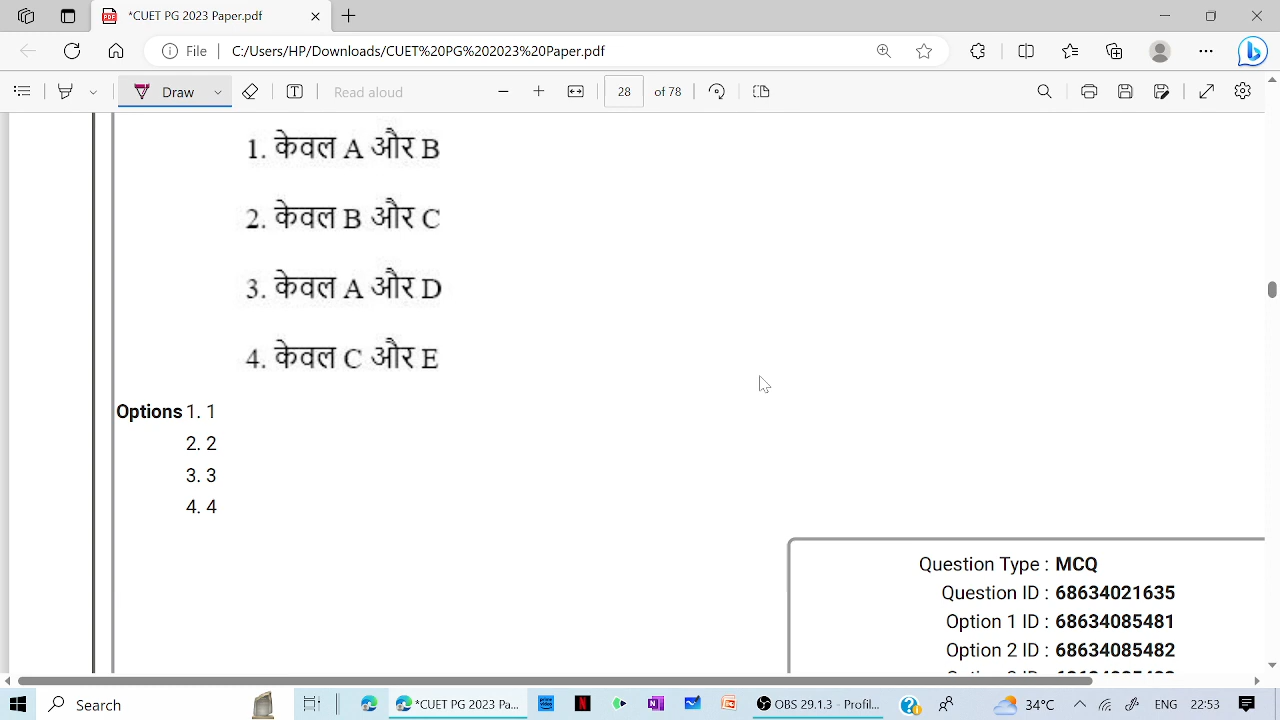 *CUET PG 2023 Paper.pdf
File | C:/Users/HP/Downloads/CUET%20PG%202023%20Paper.pdf
Draw
Read aloud
28 of 78
1. केवल A और B
2. केवल B और C
3. केवल A और D
4. केवल C और E
Options 1. 1
2. 2
3. 3
4. 4
Question Type : MCQ
Question ID : 68634021635
Option 1 ID : 68634085481
Option 2 ID : 68634085482
Search
*CUET PG 2023 Pa...
OBS 29.1.3 - Profil...
34°C
ENG
22:53